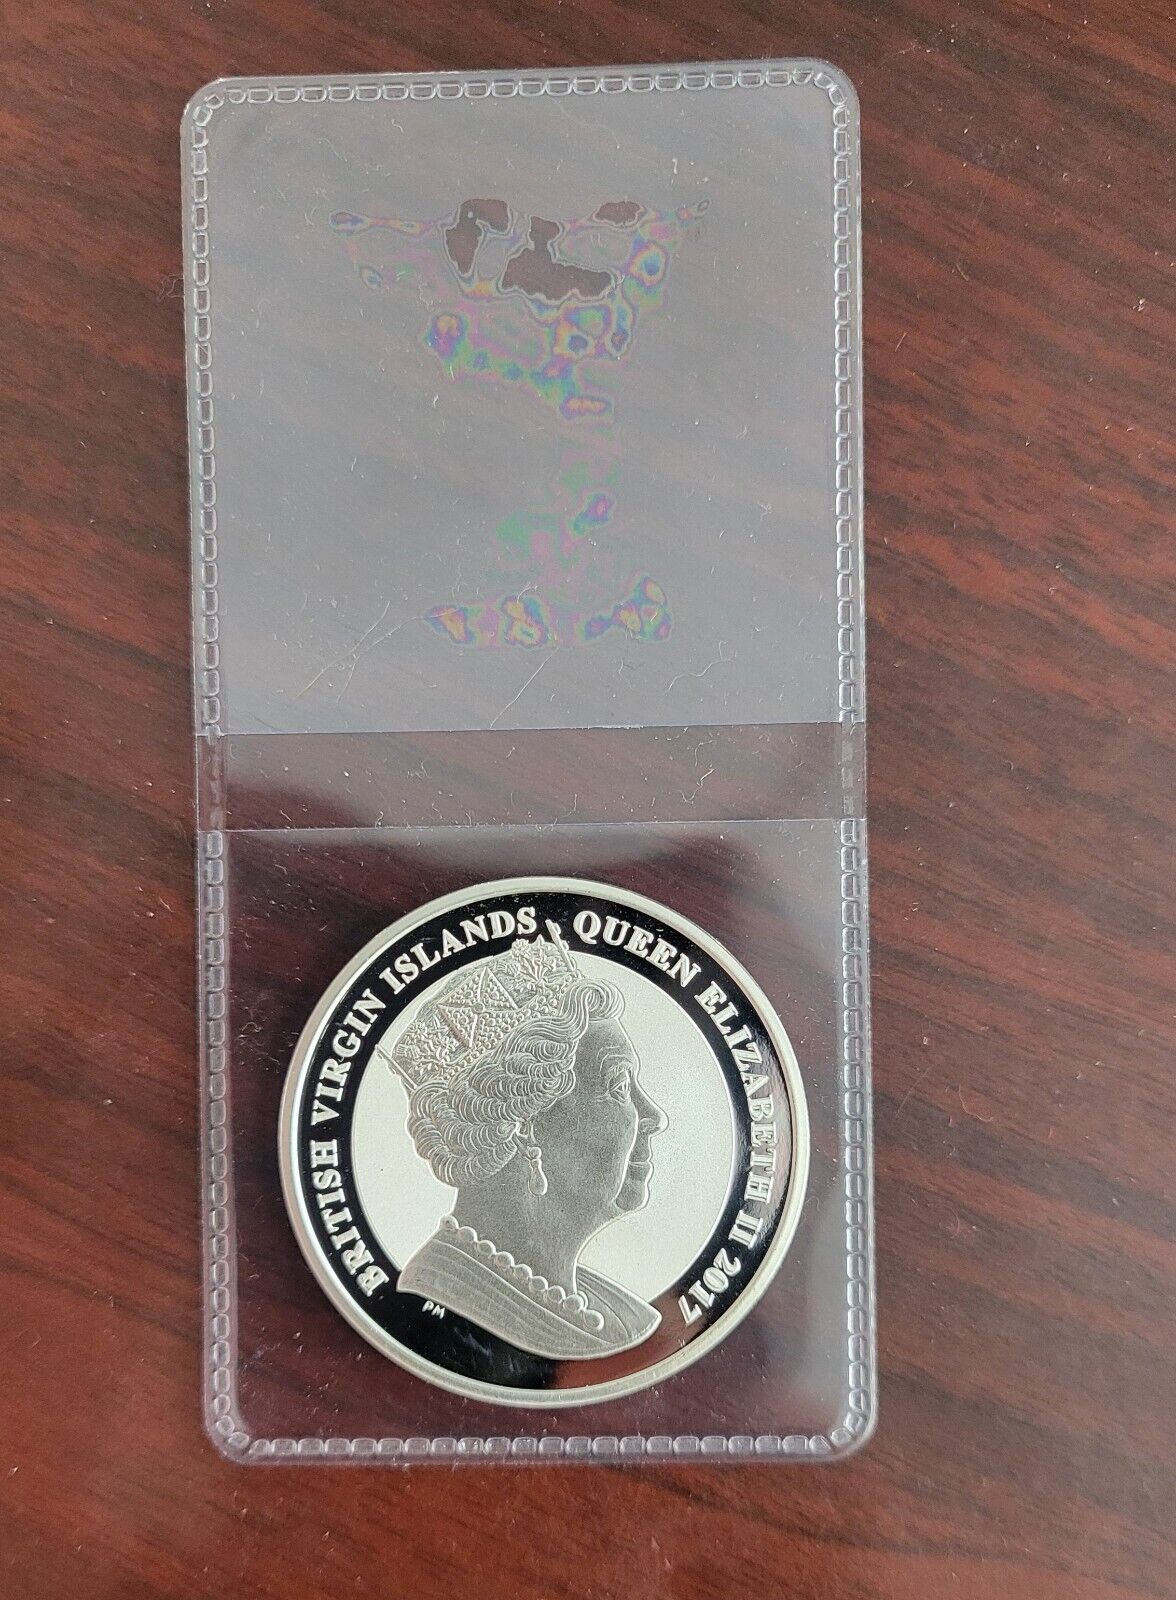 BRITISH VIRGIN ISLANDS
QUEEN ELIZABETH II 2017
PM